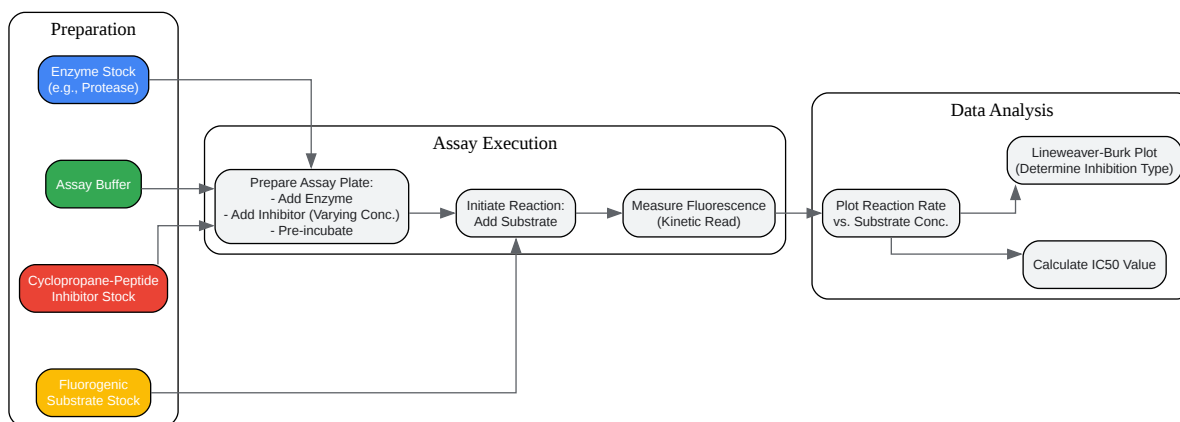 Preparation
Enzyme Stock
(e.g., Protease)
Assay Buffer
Cyclopropane-Peptide
Inhibitor Stock
Fluorogenic
Substrate Stock
Assay Execution
Prepare Assay Plate:
- Add Enzyme
- Add Inhibitor (Varying Conc.)
- Pre-incubate
Initiate Reaction:
Add Substrate
Measure Fluorescence
(Kinetic Read)
Data Analysis
Plot Reaction Rate
vs. Substrate Conc.
Lineweaver-Burk Plot
(Determine Inhibition Type)
Calculate IC50 Value